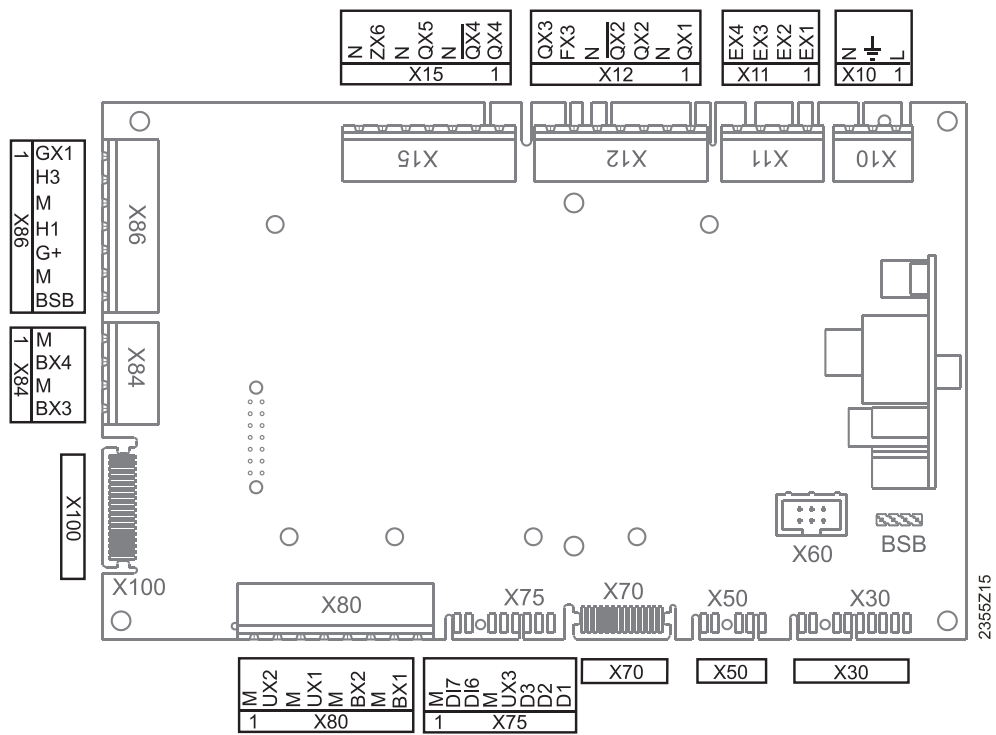 N ZX6 N QX5 N Q̅X̅4̅ QX4
X15 1
QX3 FX3 N Q̅X̅2̅ QX2 N QX1
X12 1
EX4 EX3 EX2 EX1
X11 1
N L
X10 1
X15
X12
X11
X10
1 X86
GX1
H3
M
H1
G+
M
BSB
X86
1 X84
M
BX4
M
BX3
X84
X100
X100
X60
BSB
X80
X75
X70
X50
X30
M UX2 M UX1 M BX2 M BX1
1 X80
M DI7 DI6 M UX3 D3 D2 D1
1 X75
X70
X50
X30
2355Z15